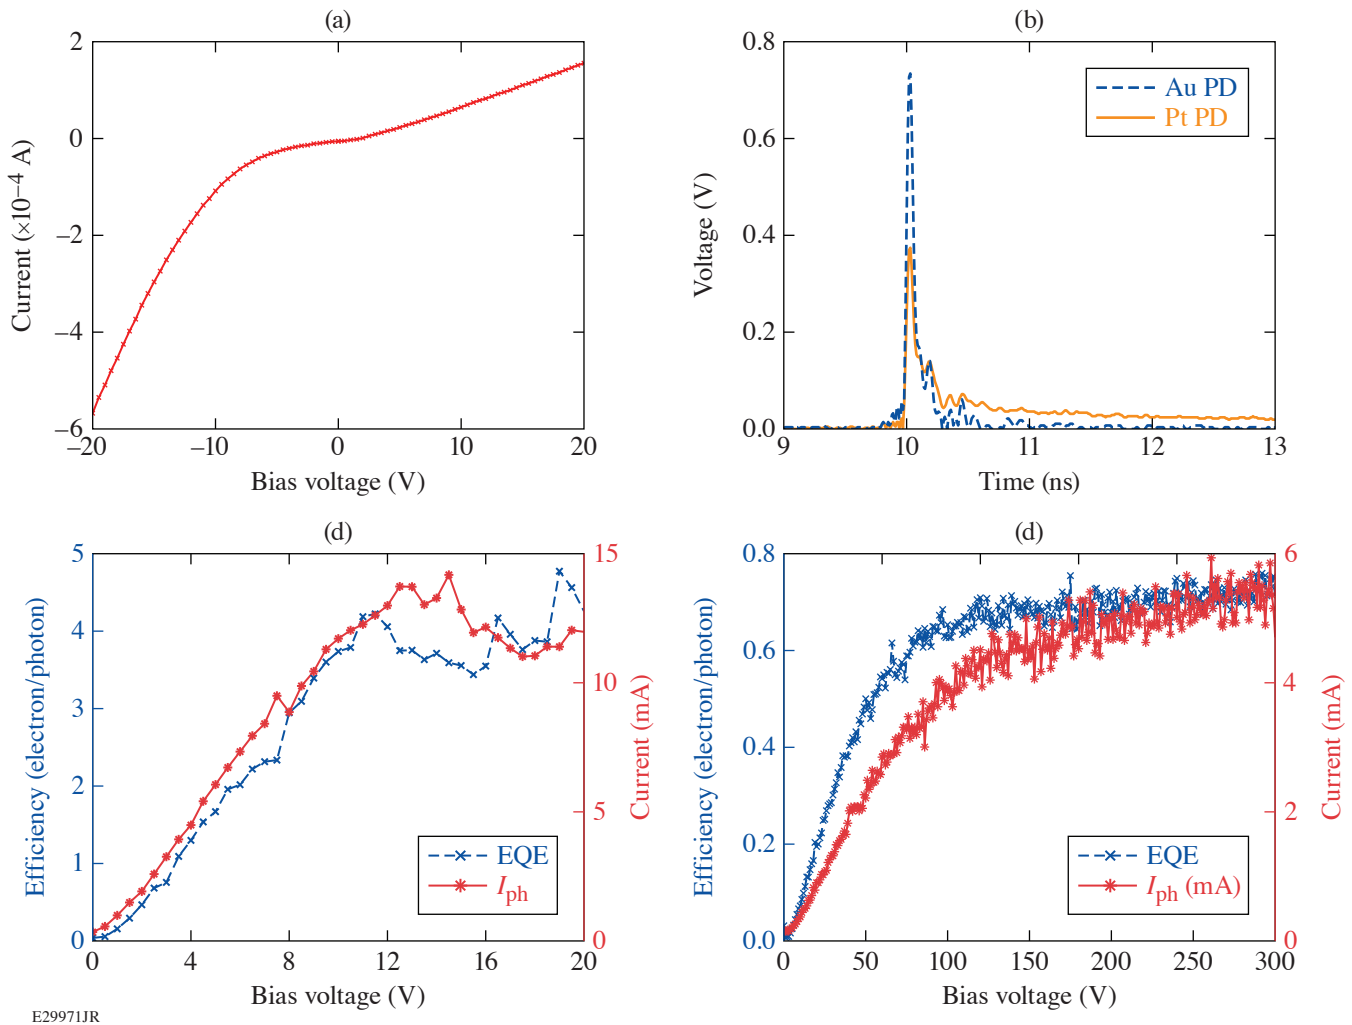 (a)
2
0
–2
–4
–6
Current (×10–4 A)
–20
–10
0
10
20
Bias voltage (V)
(b)
0.8
0.6
0.4
0.2
0.0
Voltage (V)
Au PD
Pt PD
9
10
11
12
13
Time (ns)
(d)
5
4
3
2
1
0
Efficiency (electron/photon)
15
10
5
0
Current (mA)
EQE
Iph
0
4
8
12
16
20
Bias voltage (V)
(d)
0.8
0.6
0.4
0.2
0.0
Efficiency (electron/photon)
6
4
2
0
Current (mA)
EQE
Iph (mA)
0
50
100
150
200
250
300
Bias voltage (V)
E29971JR